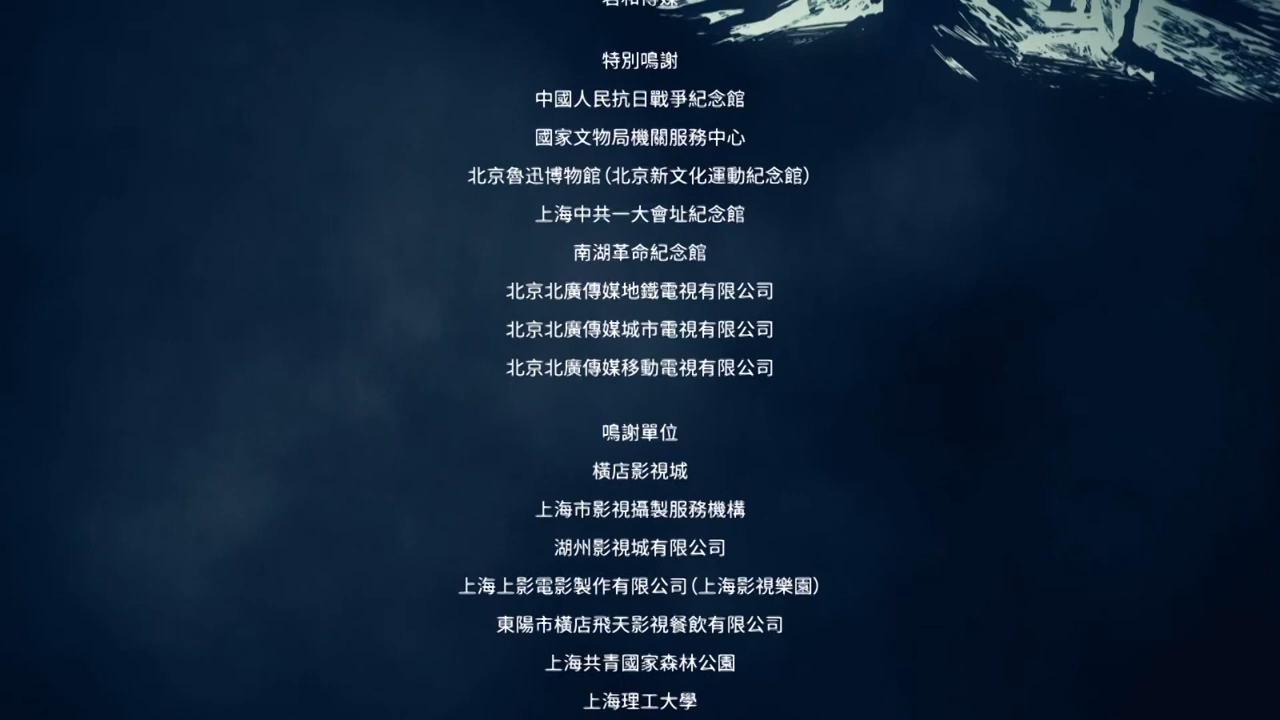 特別鳴謝
中國人民抗日戰爭紀念館
國家文物局機關服務中心
北京魯迅博物館(北京新文化運動紀念館)
上海中共一大會址紀念館
南湖革命紀念館
北京北廣傳媒地鐵電視有限公司
北京北廣傳媒城市電視有限公司
北京北廣傳媒移動電視有限公司
鳴謝單位
橫店影視城
上海市影視攝製服務機構
湖州影視城有限公司
上海上影電影製作有限公司(上海影視樂園)
東陽市橫店飛天影視餐飲有限公司
上海共青國家森林公園
上海理工大學